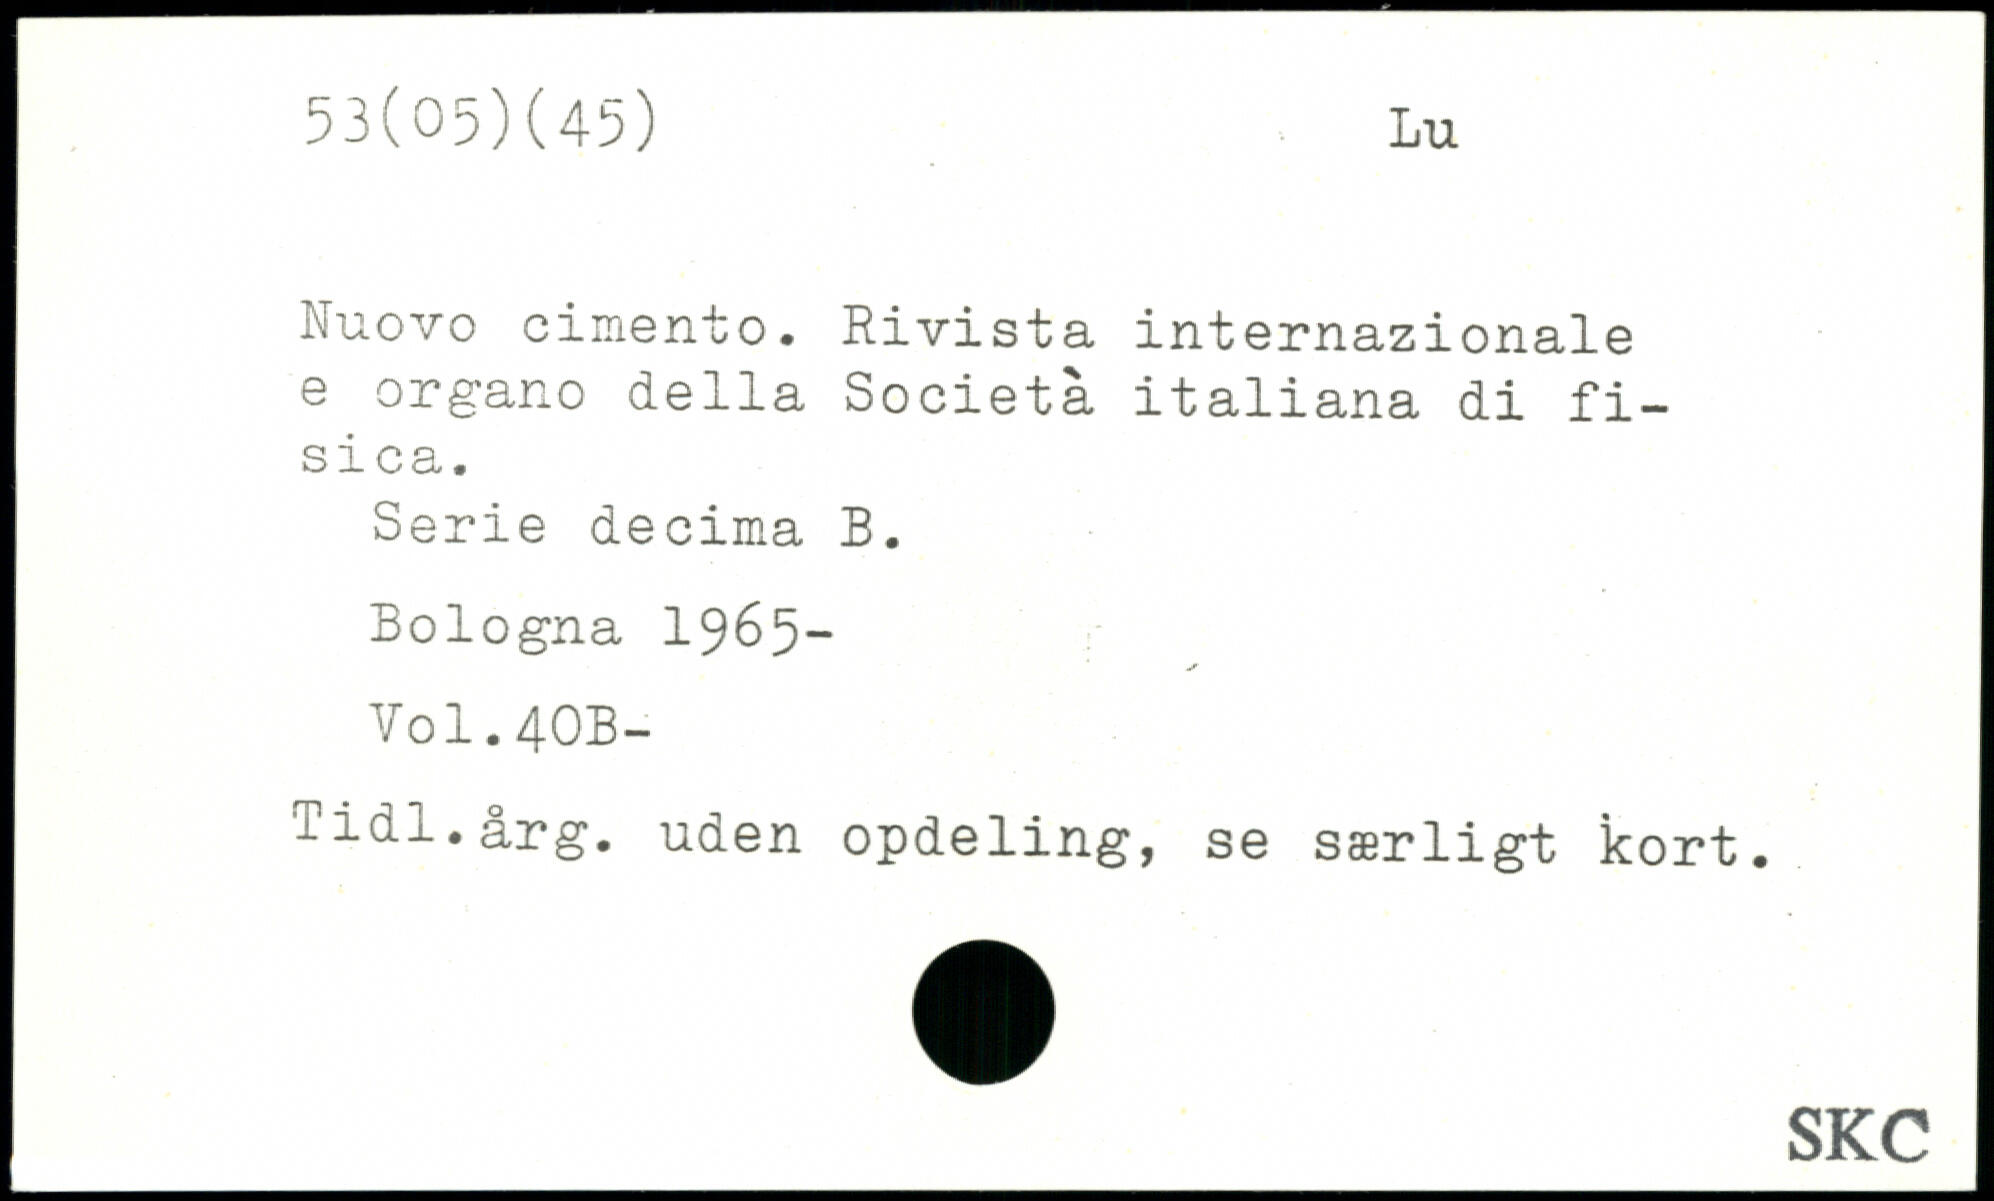 53(05)(45) Lu
Nuovo cimento. Rivista internazionale
e organo della Società italiana di fi-
sica.
Serie decima B.
Bologna 1965-
Vol.40B-
Tidl.årg. uden opdeling, se særligt kort.
SKC